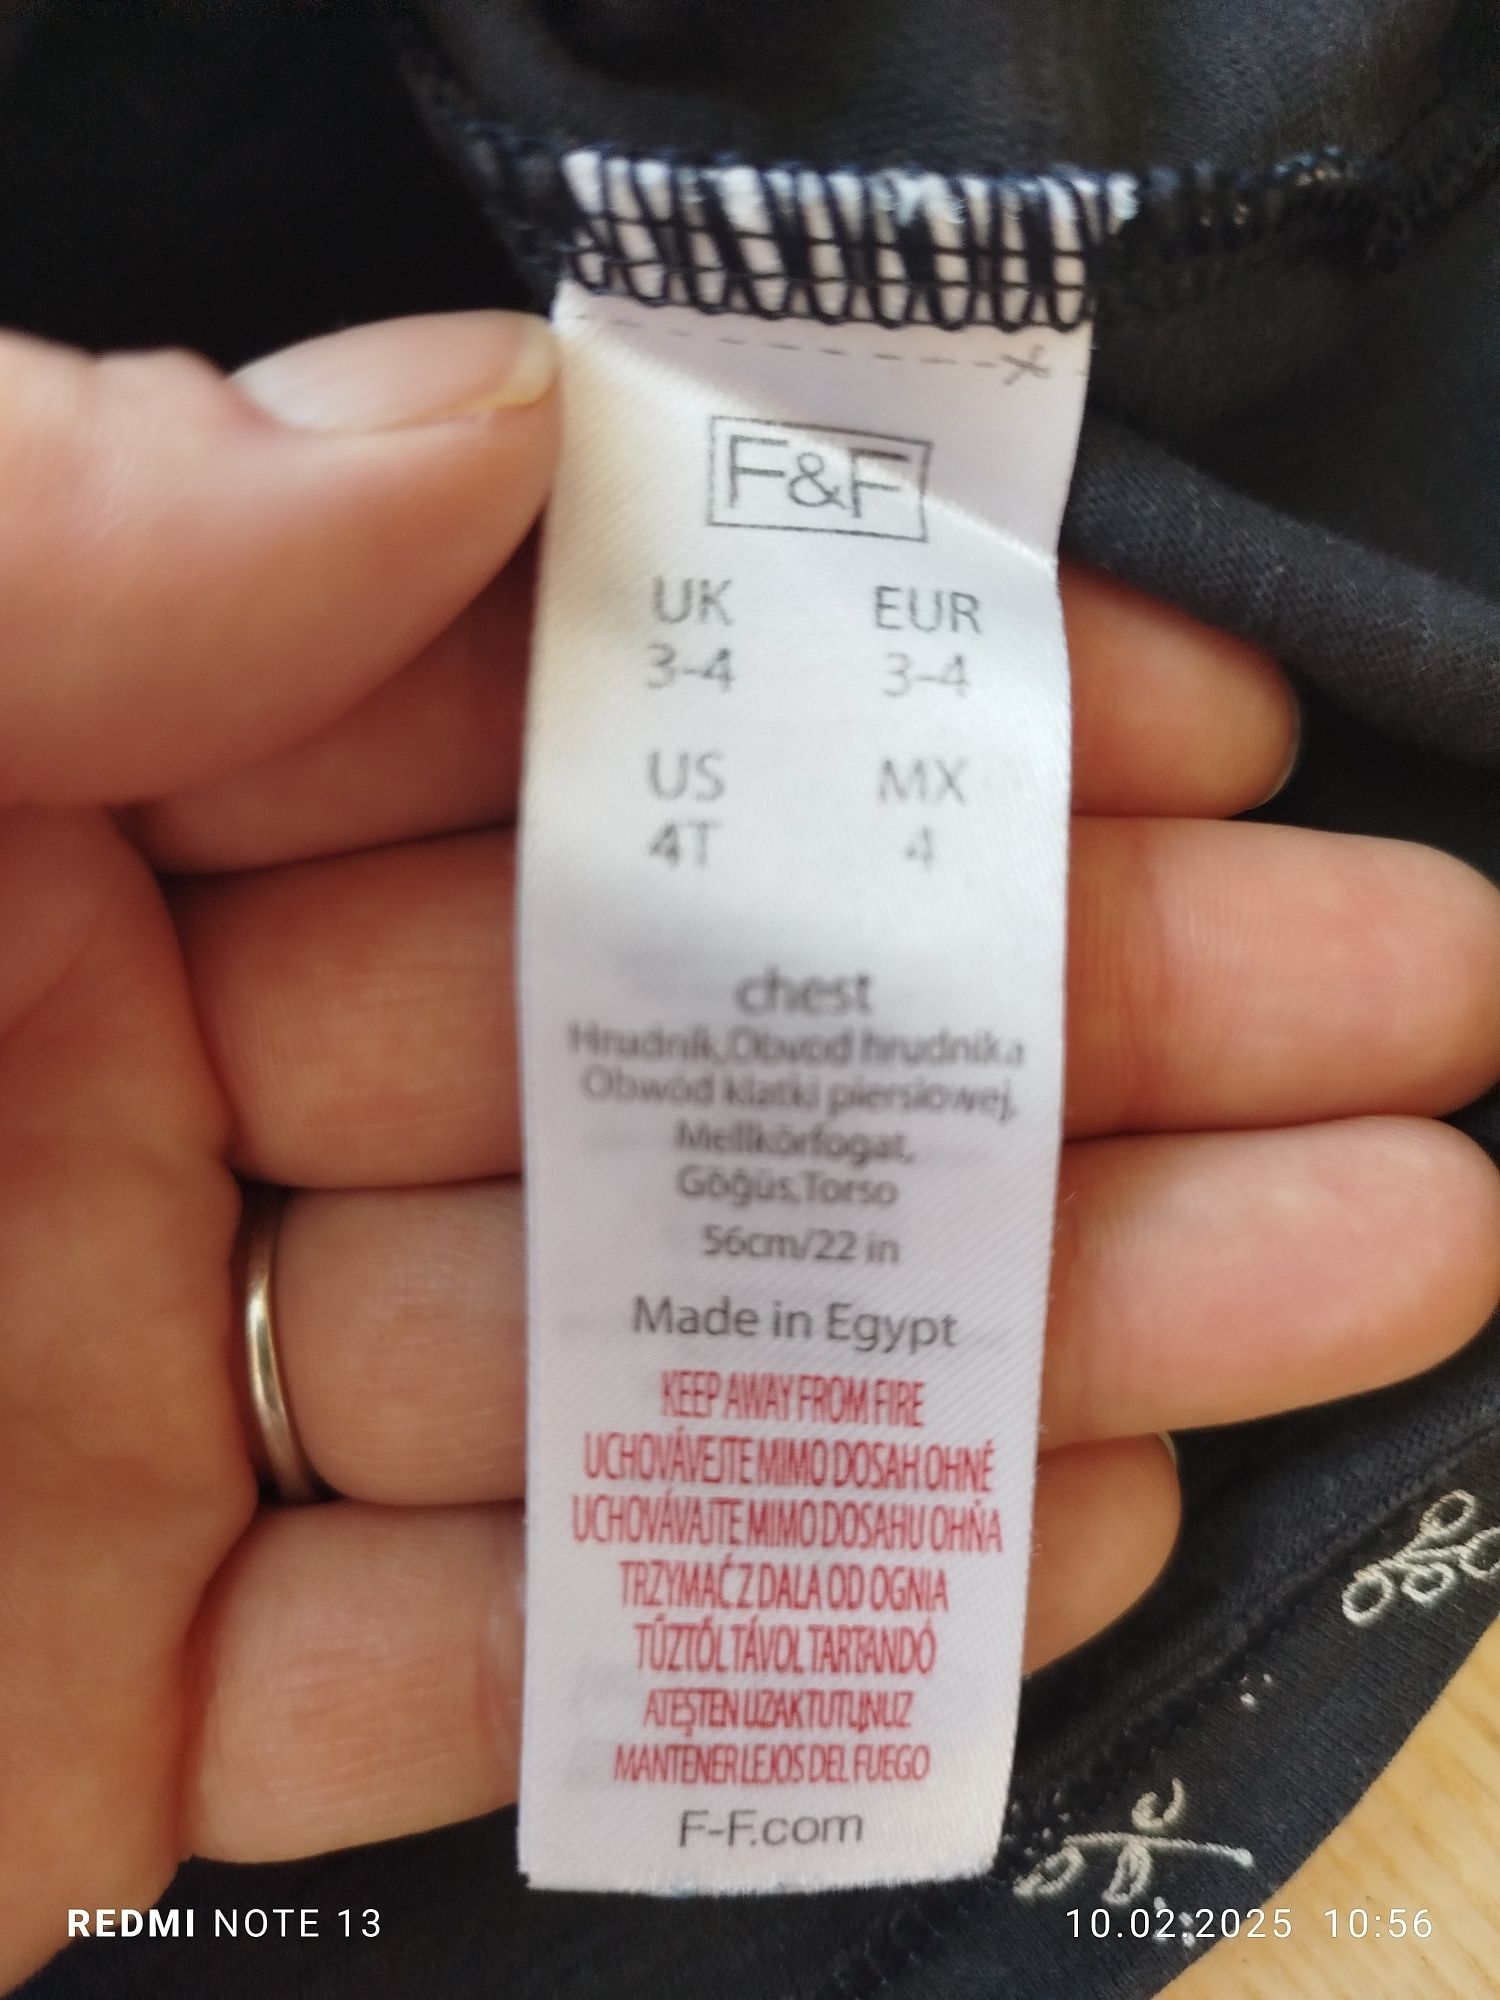 F&F
UK EUR
3-4 3-4
US MX
4T 4
chest
Hrudník,Obvod hrudníka
Obwód klatki piersiowej,
Mellkörfogat,
Göğüs,Torso
56cm/22 in
Made in Egypt
KEEP AWAY FROM FIRE
UCHOVÁVEJTE MIMO DOSAH OHNĚ
UCHOVÁVAJTE MIMO DOSAHU OHŇA
TRZYMAĆ Z DALA OD OGNIA
TŰZTŐL TÁVOL TARTANDÓ
ATEŞTEN UZAK TUTUNUZ
MANTENER LEJOS DEL FUEGO
F-F.com
REDMI NOTE 13 10.02.2025 10:56